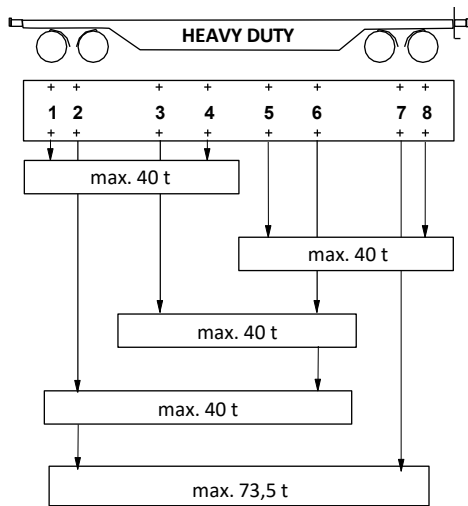 HEAVY DUTY
+ + + + + + + +
1 2 3 4 5 6 7 8
+ + + + + + + +
max. 40 t
max. 40 t
max. 40 t
max. 40 t
max. 73,5 t